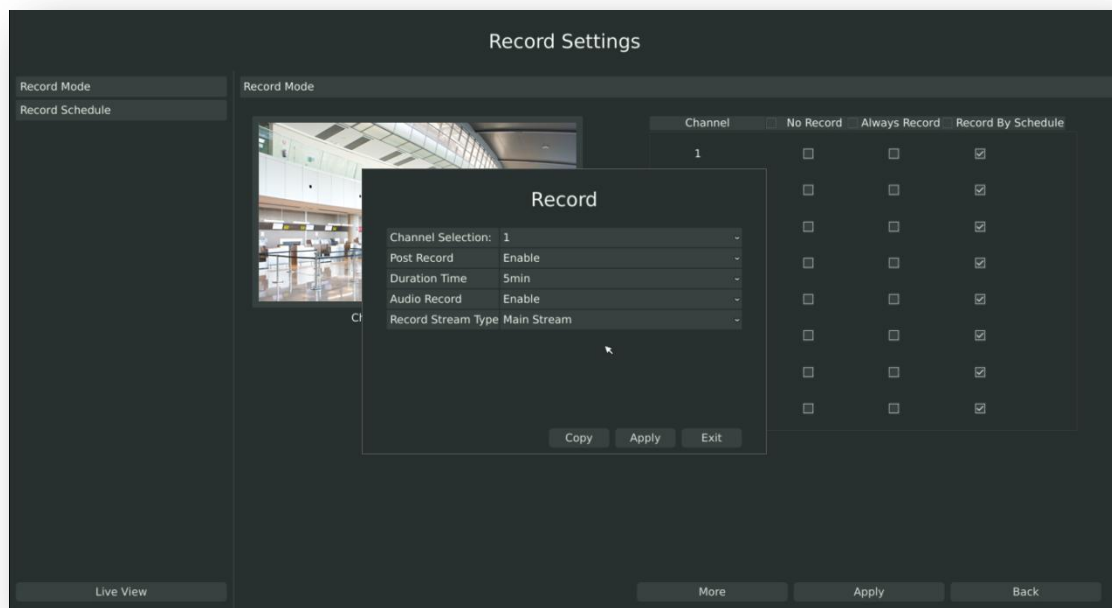 Record Settings
Record Mode
Record Schedule
Record Mode
Channel No Record Always Record Record By Schedule
1
Record
Channel Selection: 1
Post Record Enable
Duration Time 5min
Audio Record Enable
Record Stream Type Main Stream
Copy Apply Exit
Live View
More Apply Back